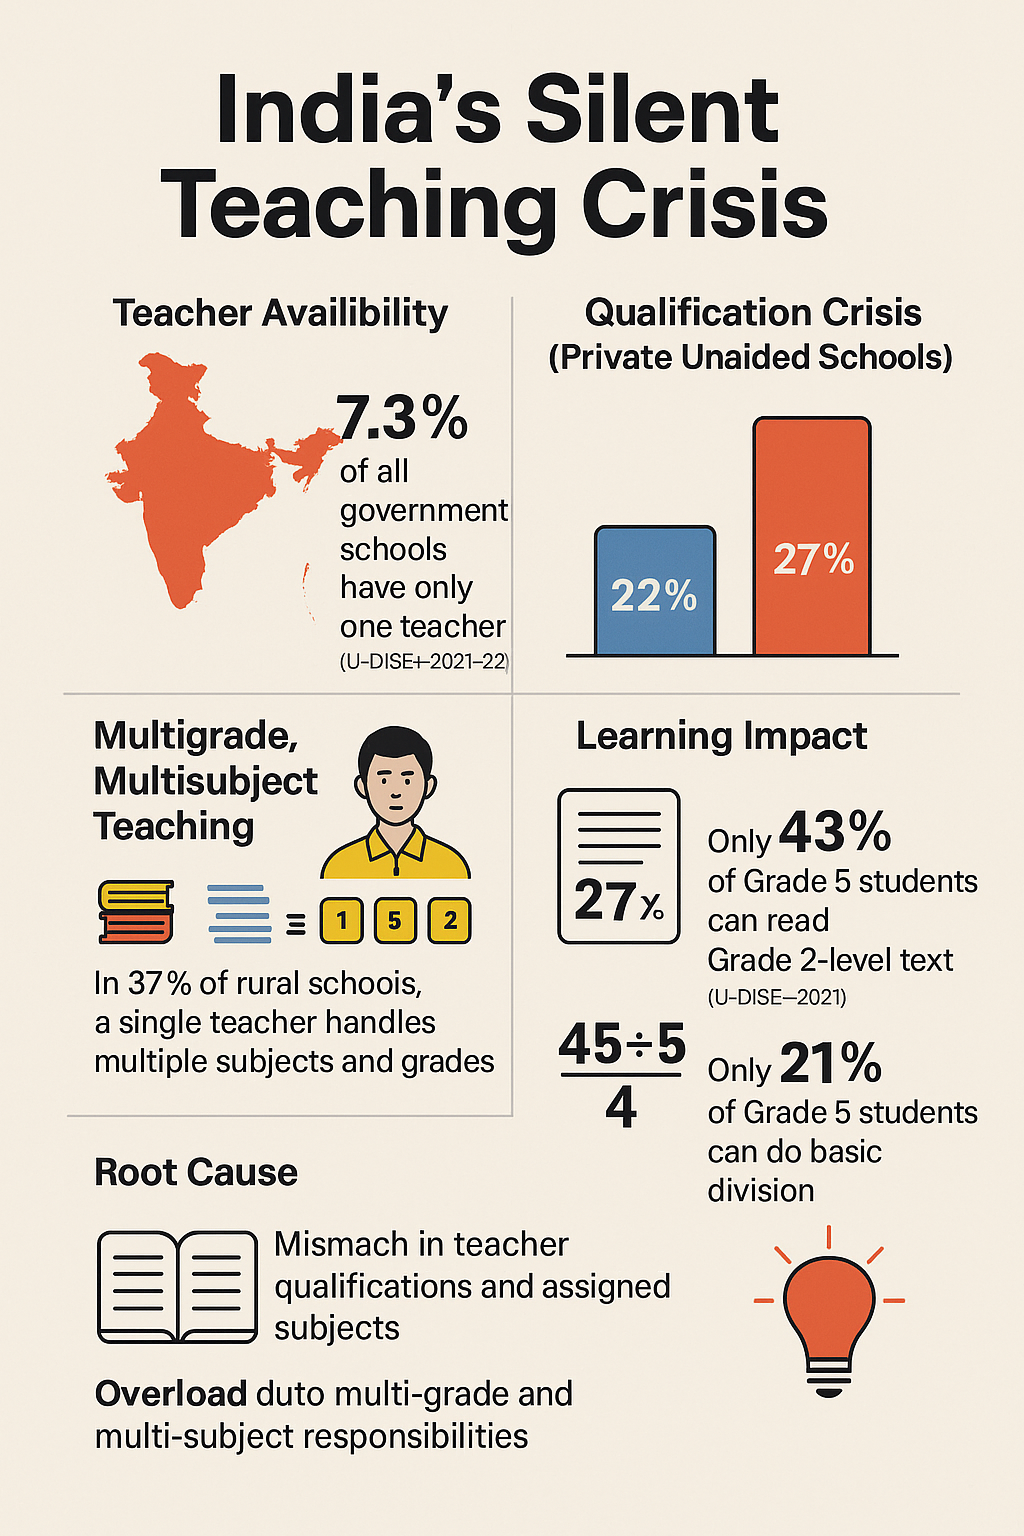 India's Silent
Teaching Crisis
Teacher Availibility
7.3%
of all
government
schools
have only
one teacher
(U-DISE+-2021-22)
Qualification Crisis
(Private Unaided Schools)
22%
27%
Multigrade,
Multisubject
Teaching
1 5 2
In 37% of rural schoois,
a single teacher handles
multiple subjects and grades
Learning Impact
27%
Only 43%
of Grade 5 students
can read
Grade 2-level text
(U-DISE—2021)
45÷5
4
Only 21%
of Grade 5 students
can do basic
division
Root Cause
Mismach in teacher
qualifications and assigned
subjects
Overload duto multi-grade and
multi-subject responsibilities